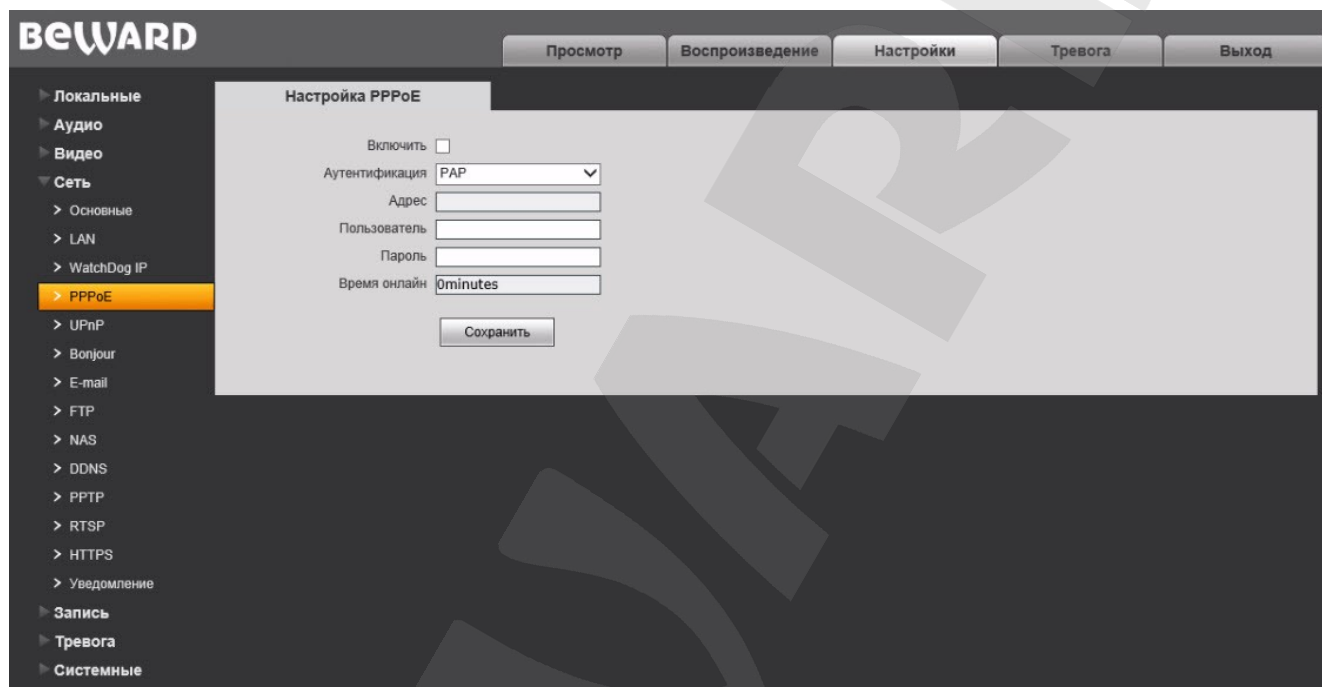 BEWARD
Просмотр Воспроизведение Настройки Тревога Выход
Локальные
Аудио
Видео
Сеть
Основные
LAN
WatchDog IP
PPPoE
UPnP
Bonjour
E-mail
FTP
NAS
DDNS
PPTP
RTSP
HTTPS
Уведомление
Запись
Тревога
Системные
Настройка PPPoE
Включить
Аутентификация PAP
Адрес
Пользователь
Пароль
Время онлайн 0minutes
Сохранить